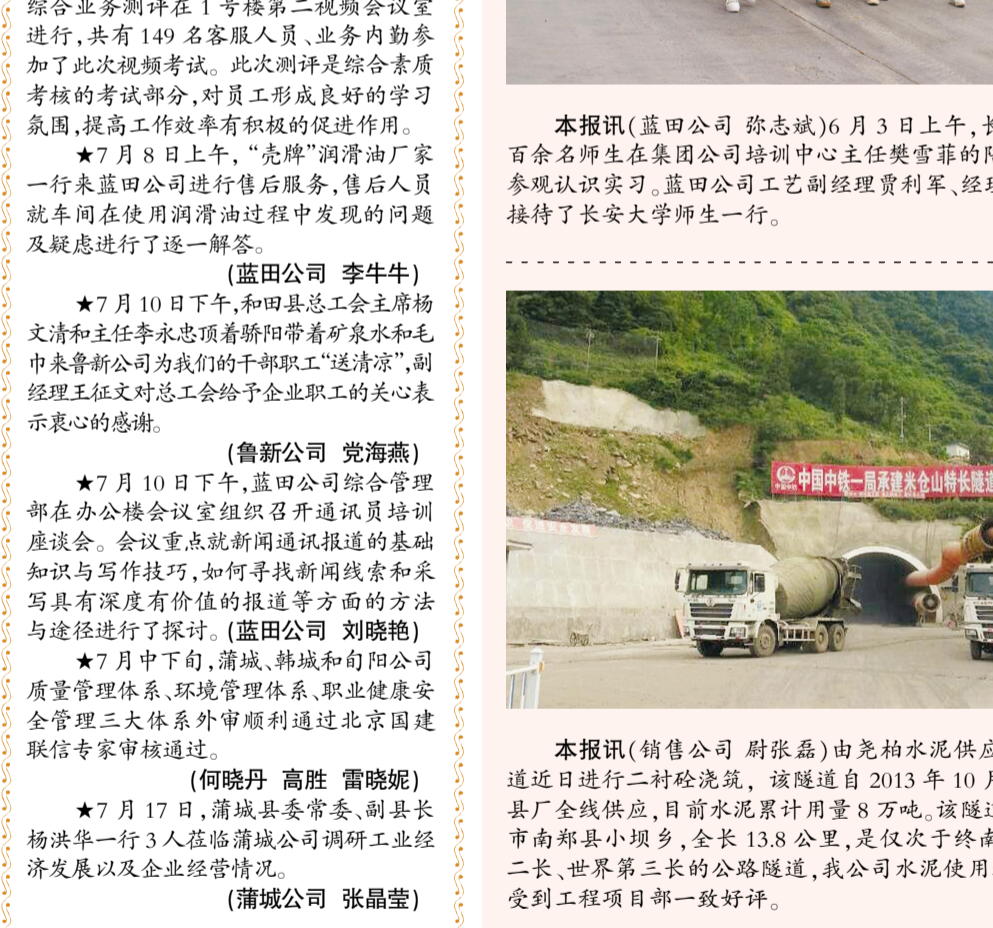 综合业务测评在 1 号楼第二视频会议室
进行,共有 149 名客服人员、业务内勤参
加了此次视频考试。此次测评是综合素质
考核的考试部分,对员工形成良好的学习
氛围,提高工作效率有积极的促进作用。
★7 月 8 日上午,“壳牌”润滑油厂家
一行来蓝田公司进行售后服务,售后人员
就车间在使用润滑油过程中发现的问题
及疑虑进行了逐一解答。
(蓝田公司 李牛牛)
★7 月 10 日下午,和田县总工会主席杨
文清和主任李永忠顶着骄阳带着矿泉水和毛
巾来鲁新公司为我们的干部职工“送清凉”,副
经理王征文对总工会给予企业职工的关心表
示衷心的感谢。
(鲁新公司 党海燕)
★7 月 10 日下午,蓝田公司综合管理
部在办公楼会议室组织召开通讯员培训
座谈会。会议重点就新闻通讯报道的基础
知识与写作技巧,如何寻找新闻线索和采
写具有深度有价值的报道等方面的方法
与途径进行了探讨。(蓝田公司 刘晓艳)
★7 月中下旬,蒲城、韩城和旬阳公司
质量管理体系、环境管理体系、职业健康安
全管理三大体系外审顺利通过北京国建
联信专家审核通过。
(何晓丹 高胜 雷晓妮)
★7 月 17 日,蒲城县委常委、副县长
杨洪华一行 3 人莅临蒲城公司调研工业经
济发展以及企业经营情况。
(蒲城公司 张晶莹)
本报讯(蓝田公司 弥志斌)6 月 3 日上午,长
百余名师生在集团公司培训中心主任樊雪菲的陪
参观认识实习。蓝田公司工艺副经理贾利军、经理
接待了长安大学师生一行。
中国中铁一局承建米仓山特长隧道
中国中铁
本报讯(销售公司 尉张磊)由尧柏水泥供应
道近日进行二衬砼浇筑,该隧道自 2013 年 10 月
县厂全线供应,目前水泥累计用量 8 万吨。该隧道
市南郑县小坝乡,全长 13.8 公里,是仅次于终南
二长、世界第三长的公路隧道,我公司水泥使用
受到工程项目部一致好评。